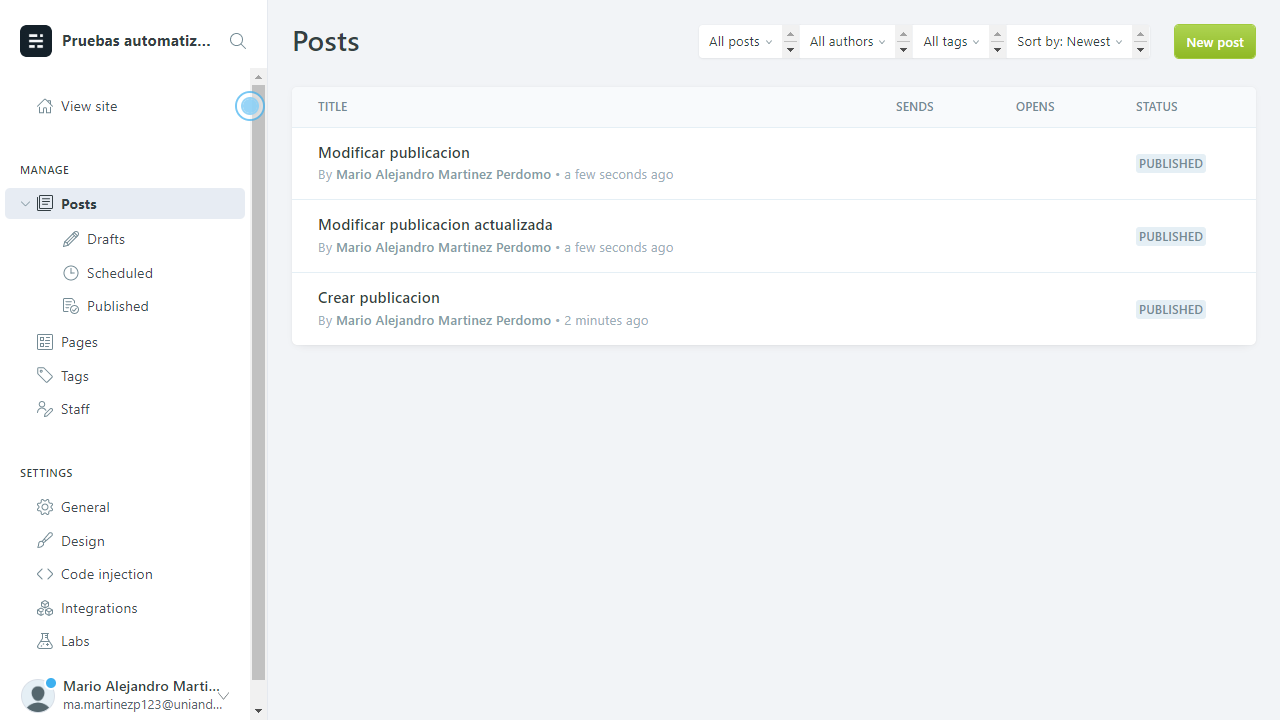 Pruebas automatiz...
View site
MANAGE
Posts
Drafts
Scheduled
Published
Pages
Tags
Staff
SETTINGS
General
Design
Code injection
Integrations
Labs
Mario Alejandro Marti...
ma.martinezp123@uniand...
Posts
All posts
All authors
All tags
Sort by: Newest
New post
TITLE SENDS OPENS STATUS
Modificar publicacion
By Mario Alejandro Martinez Perdomo • a few seconds ago
PUBLISHED
Modificar publicacion actualizada
By Mario Alejandro Martinez Perdomo • a few seconds ago
PUBLISHED
Crear publicacion
By Mario Alejandro Martinez Perdomo • 2 minutes ago
PUBLISHED